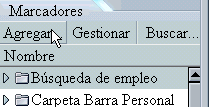 Marcadores
Agregar Gestionar Buscar...
Nombre
Búsqueda de empleo
Carpeta Barra Personal